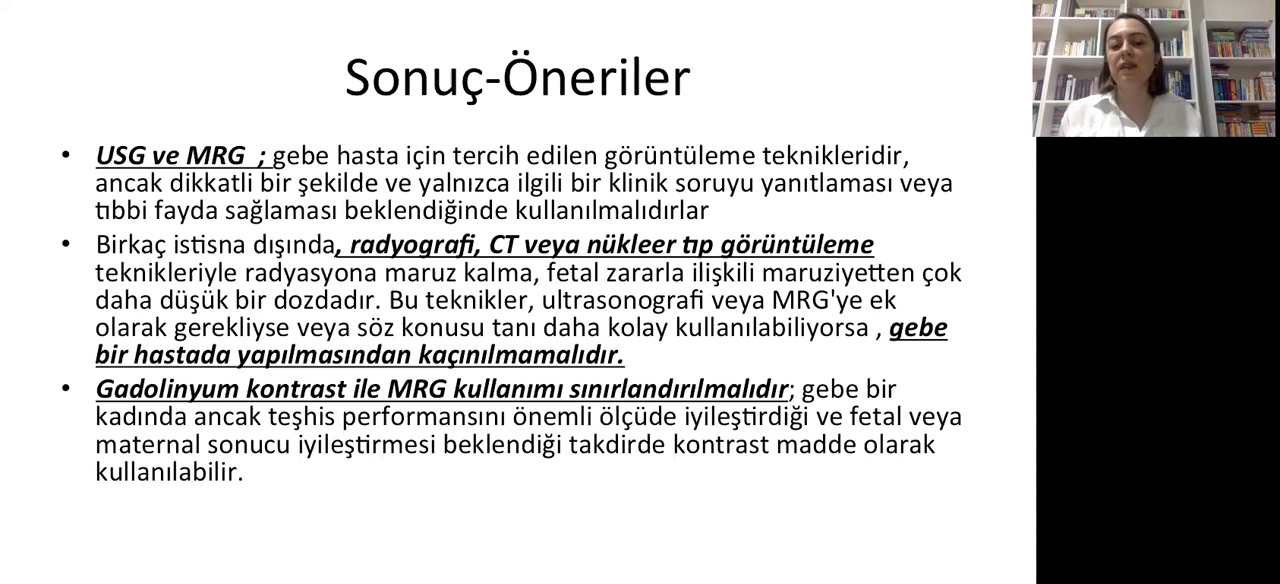 Sonuç-Öneriler
• USG ve MRG ; gebe hasta için tercih edilen görüntüleme teknikleridir,
ancak dikkatli bir şekilde ve yalnızca ilgili bir klinik soruyu yanıtlaması veya
tıbbi fayda sağlaması beklendiğinde kullanılmalıdırlar
• Birkaç istisna dışında, radyografi, CT veya nükleer tıp görüntüleme
teknikleriyle radyasyona maruz kalma, fetal zararla ilişkili maruziyetten çok
daha düşük bir dozdadır. Bu teknikler, ultrasonografi veya MRG'ye ek
olarak gerekliyse veya söz konusu tanı daha kolay kullanılabiliyorsa , gebe
bir hastada yapılmasından kaçınılmamalıdır.
• Gadolinyum kontrast ile MRG kullanımı sınırlandırılmalıdır; gebe bir
kadında ancak teşhis performansını önemli ölçüde iyileştirdiği ve fetal veya
maternal sonucu iyileştirmesi beklendiği takdirde kontrast madde olarak
kullanılabilir.